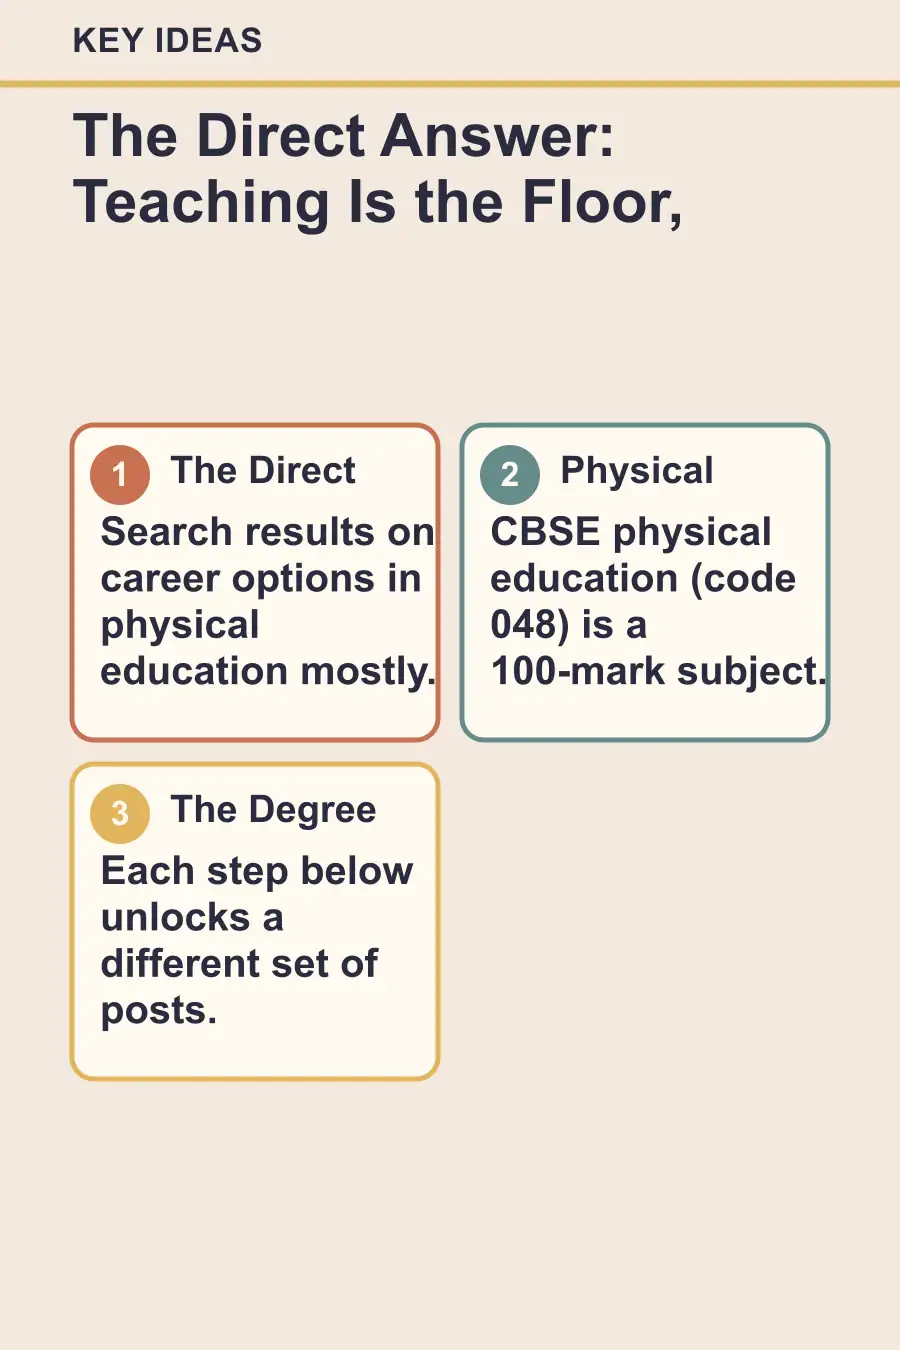 KEY IDEAS
The Direct Answer:
Teaching Is the Floor,
1 The Direct
Search results on
career options in
physical
education mostly.
2 Physical
CBSE physical
education (code
048) is a
100-mark subject.
3 The Degree
Each step below
unlocks a
different set of
posts.